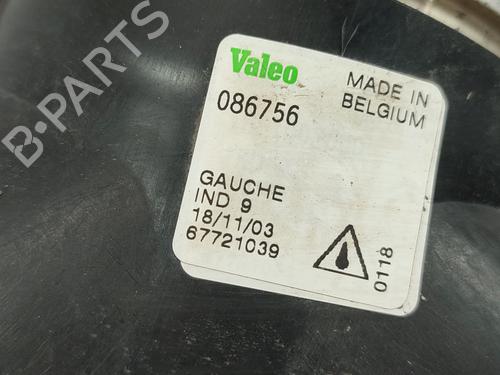 Valeo
MADE IN
BELGIUM
086756
GAUCHE
IND 9
18/11/03
67721039
0118
B-PARTS